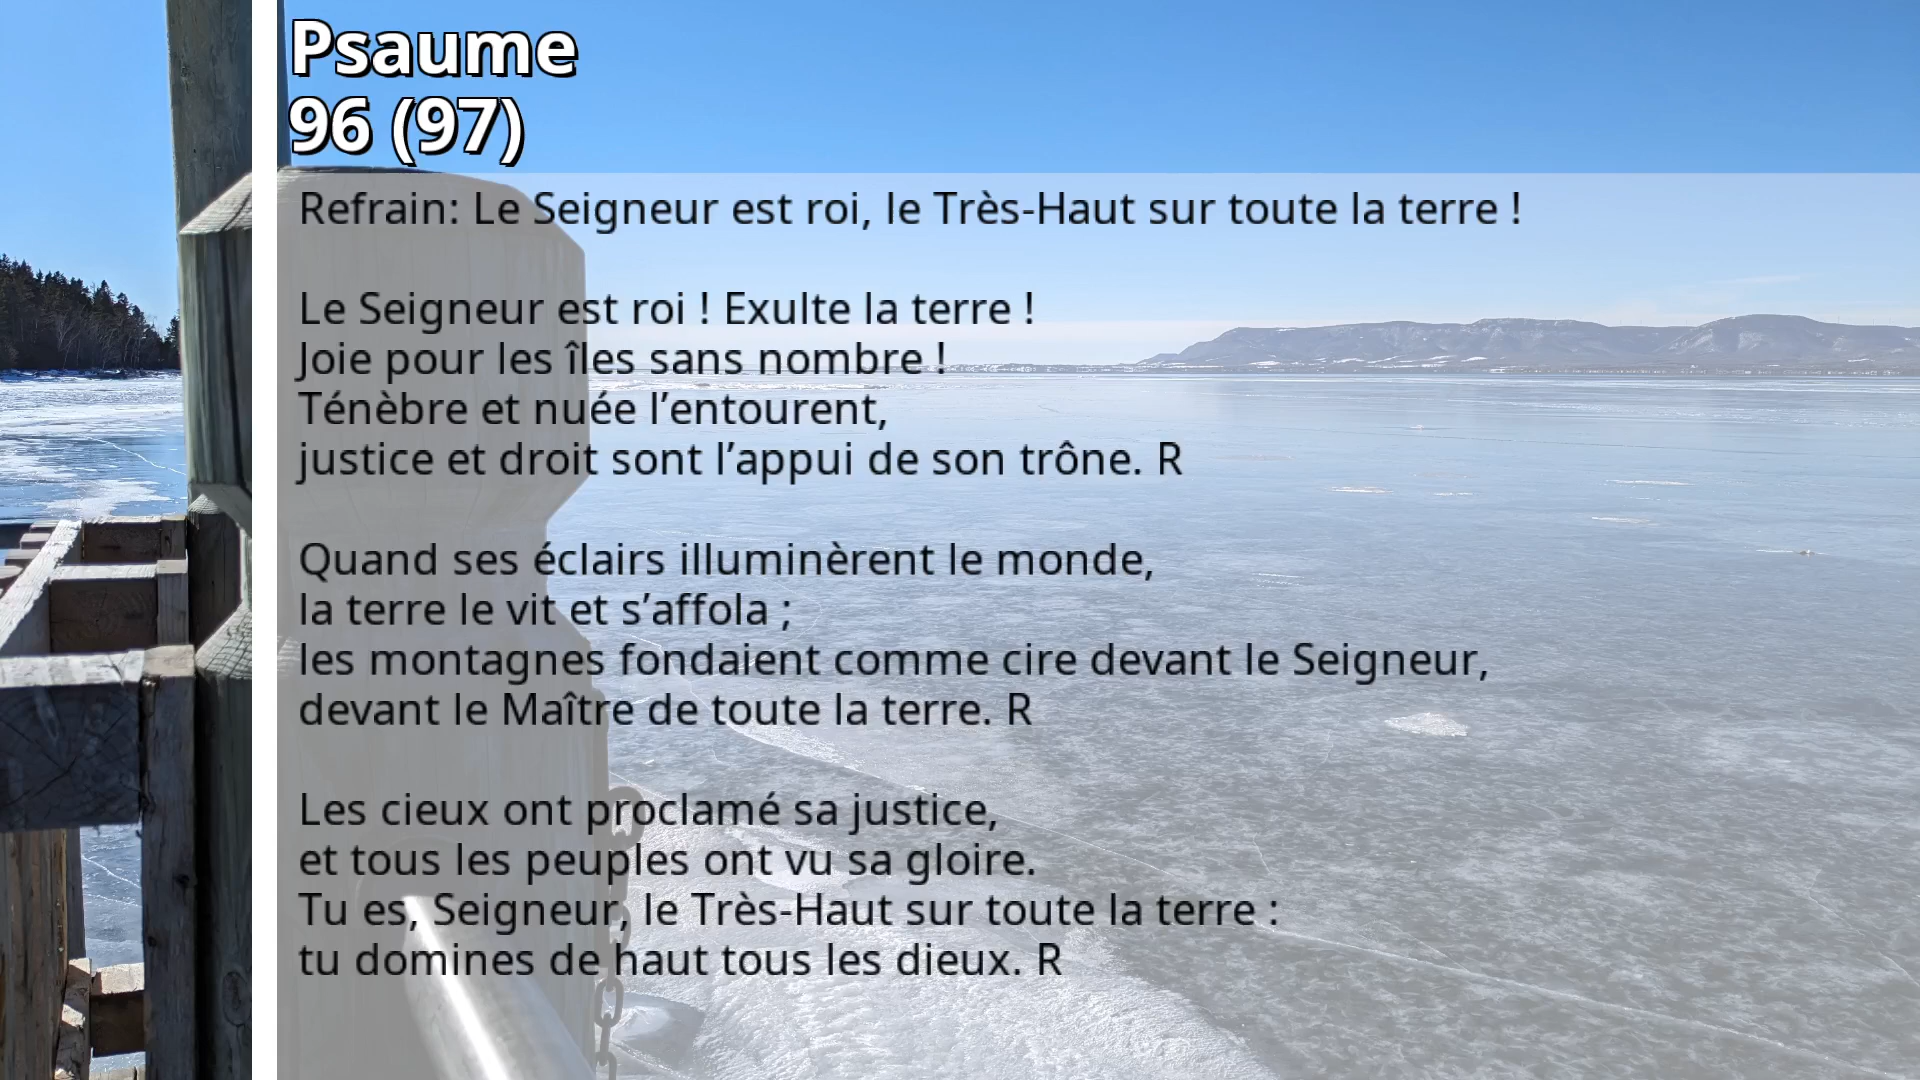 Psaume
96 (97)
Refrain: Le Seigneur est roi, le Très-Haut sur toute la terre !
Le Seigneur est roi ! Exulte la terre !
Joie pour les îles sans nombre !
Ténèbre et nuée l’entourent,
justice et droit sont l’appui de son trône. R
Quand ses éclairs illuminèrent le monde,
la terre le vit et s’affola ;
les montagnes fondaient comme cire devant le Seigneur,
devant le Maître de toute la terre. R
Les cieux ont proclamé sa justice,
et tous les peuples ont vu sa gloire.
Tu es, Seigneur, le Très-Haut sur toute la terre :
tu domines de haut tous les dieux. R